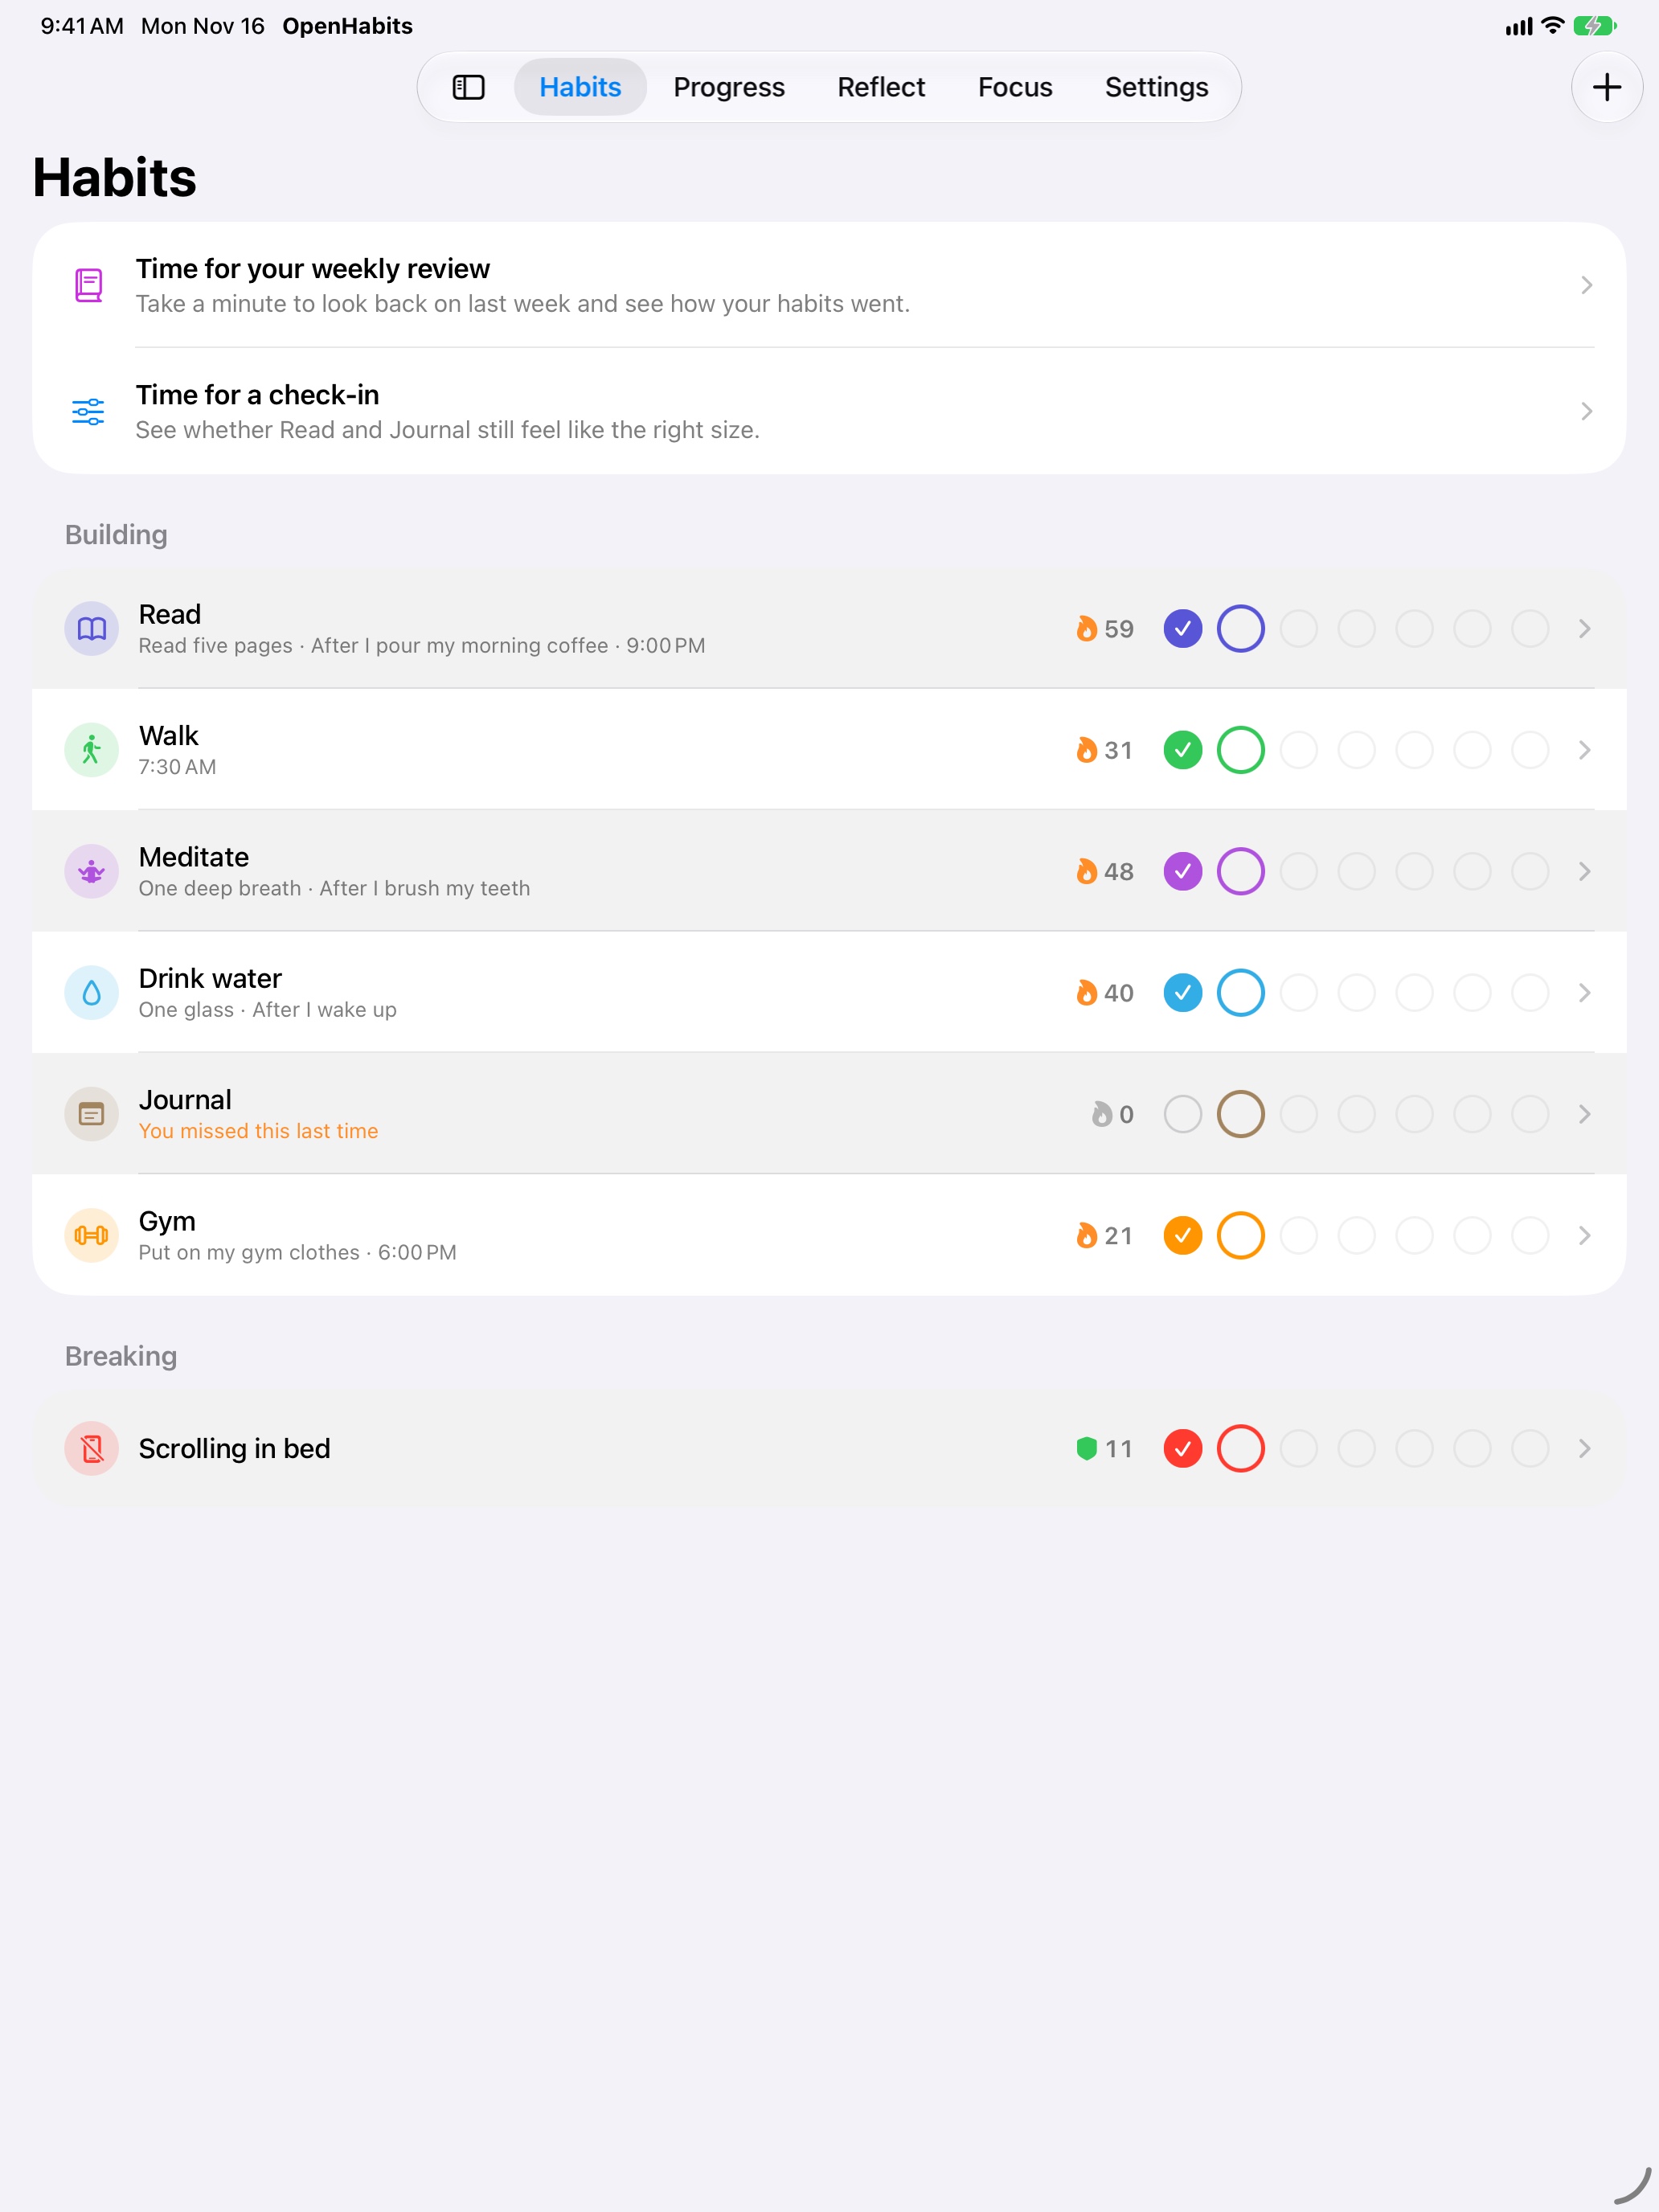 9:41 AM Mon Nov 16 OpenHabits
Habits Progress Reflect Focus Settings
Habits
Time for your weekly review
Take a minute to look back on last week and see how your habits went.
Time for a check-in
See whether Read and Journal still feel like the right size.
Building
Read
Read five pages · After I pour my morning coffee · 9:00 PM
59
Walk
7:30 AM
31
Meditate
One deep breath · After I brush my teeth
48
Drink water
One glass · After I wake up
40
Journal
You missed this last time
0
Gym
Put on my gym clothes · 6:00 PM
21
Breaking
Scrolling in bed
11